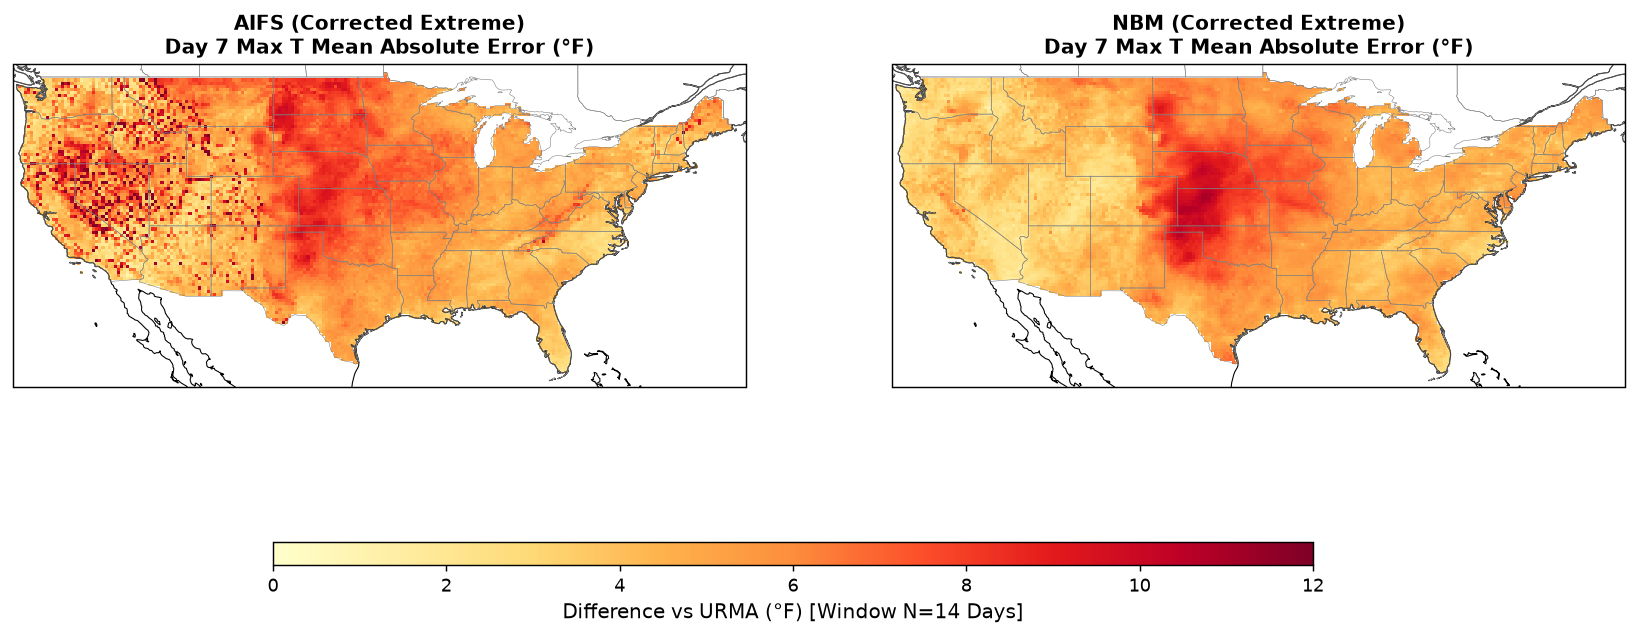 AIFS (Corrected Extreme)
Day 7 Max T Mean Absolute Error (°F)
NBM (Corrected Extreme)
Day 7 Max T Mean Absolute Error (°F)
0 2 4 6 8 10 12
Difference vs URMA (°F) [Window N=14 Days]